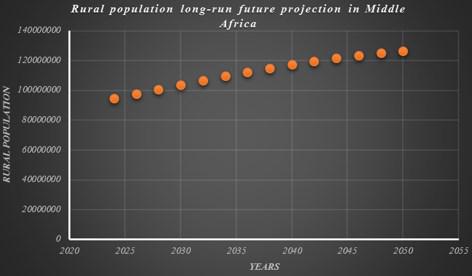 Rural population long-run future projection in Middle
Africa
140000000
120000000
100000000
80000000
60000000
40000000
20000000
0
2020 2025 2030 2035 2040 2045 2050 2055
RURAL POPULATION
YEARS